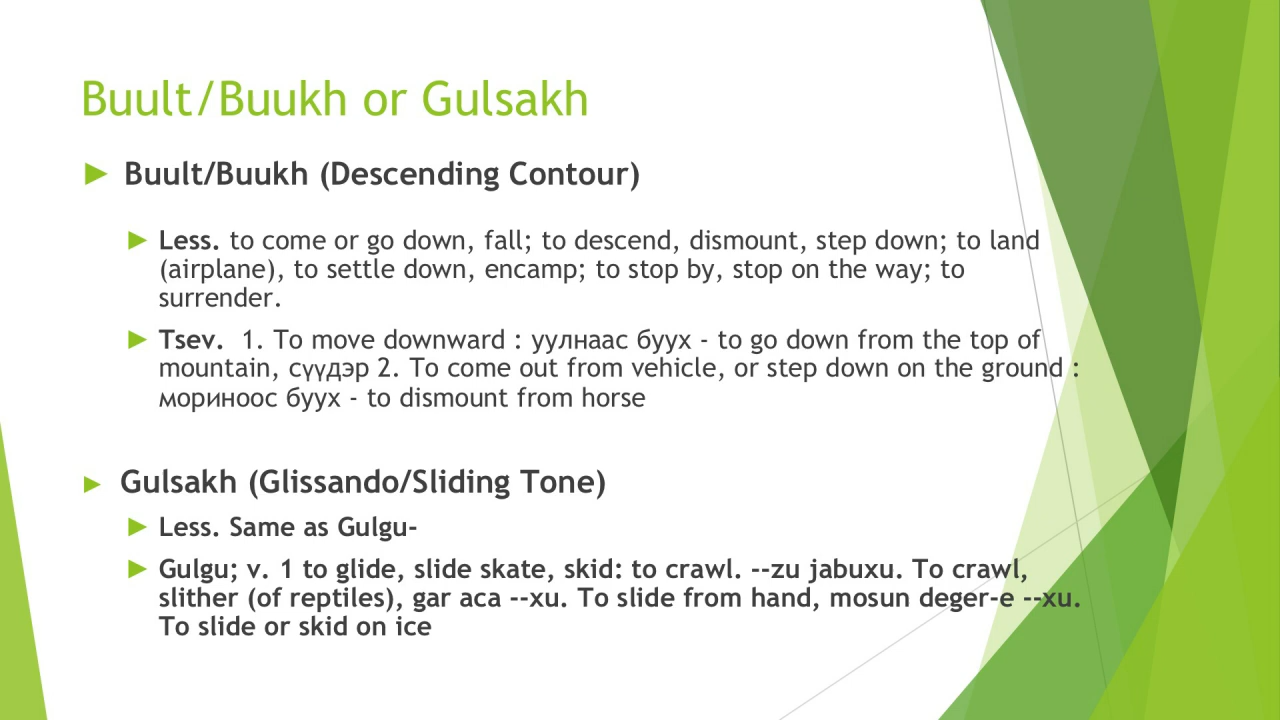 Buult/Buukh or Gulsakh
Buult/Buukh (Descending Contour)
Less. to come or go down, fall; to descend, dismount, step down; to land
(airplane), to settle down, encamp; to stop by, stop on the way; to
surrender.
Tsev.  1. To move downward : уулнаас буух - to go down from the top of
mountain, сүүдэр 2. To come out from vehicle, or step down on the ground :
мориноос буух - to dismount from horse
Gulsakh (Glissando/Sliding Tone)
Less. Same as Gulgu-
Gulgu; v. 1 to glide, slide skate, skid: to crawl. --zu jabuxu. To crawl,
slither (of reptiles), gar aca --xu. To slide from hand, mosun deger-e --xu.
To slide or skid on ice